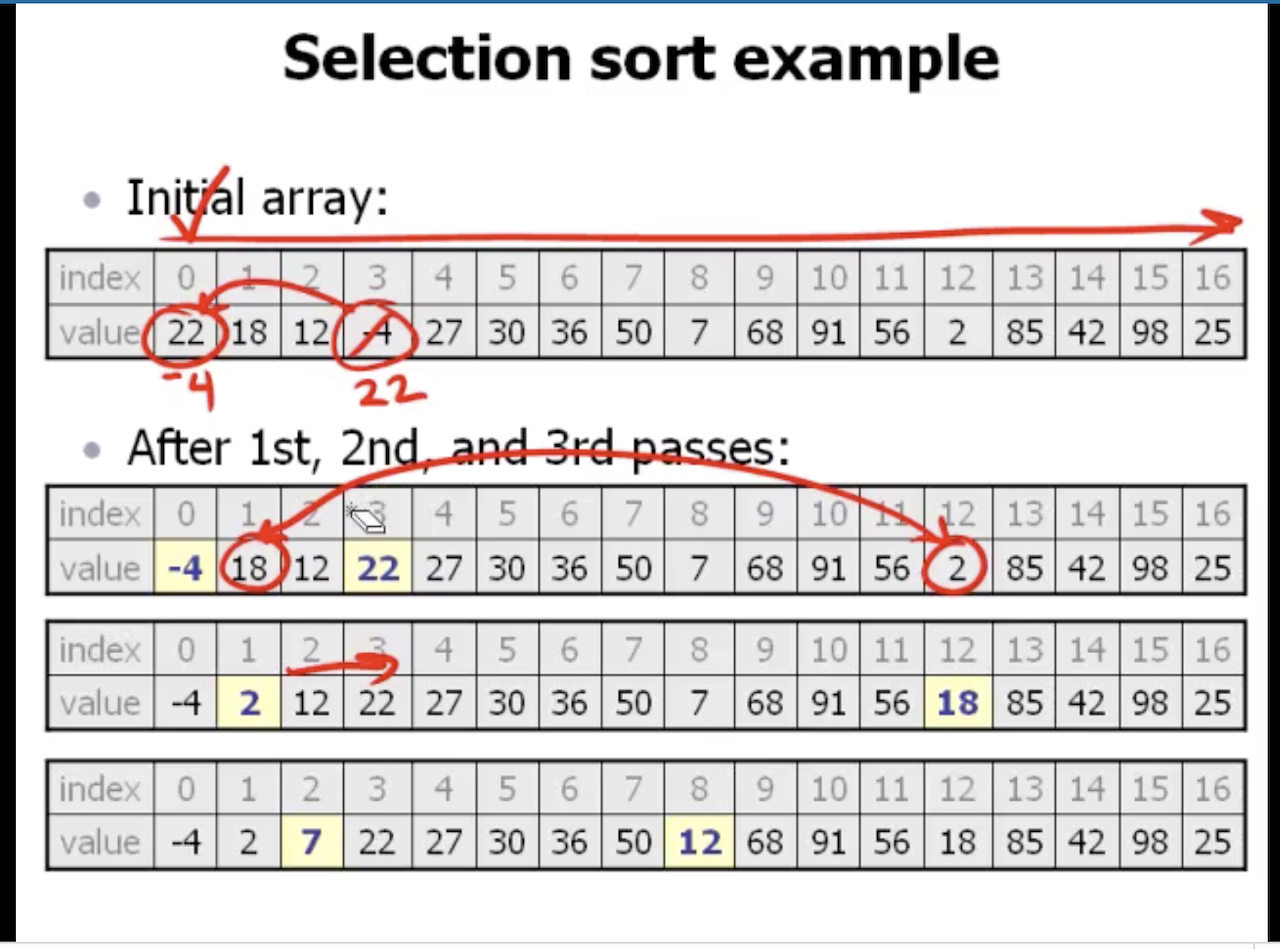 Selection sort example
• Initial array:
index 0 1 2 3 4 5 6 7 8 9 10 11 12 13 14 15 16
value 22 18 12 -4 27 30 36 50 7 68 91 56 2 85 42 98 25
-4 22
• After 1st, 2nd, and 3rd passes:
index 0 1 2 3 4 5 6 7 8 9 10 11 12 13 14 15 16
value -4 18 12 22 27 30 36 50 7 68 91 56 2 85 42 98 25
index 0 1 2 3 4 5 6 7 8 9 10 11 12 13 14 15 16
value -4 2 12 22 27 30 36 50 7 68 91 56 18 85 42 98 25
index 0 1 2 3 4 5 6 7 8 9 10 11 12 13 14 15 16
value -4 2 7 22 27 30 36 50 12 68 91 56 18 85 42 98 25